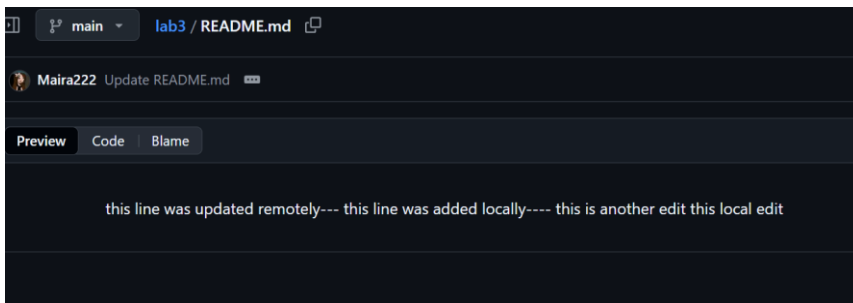 main lab3 / README.md
Maira222 Update README.md
Preview Code Blame
this line was updated remotely--- this line was added locally---- this is another edit this local edit